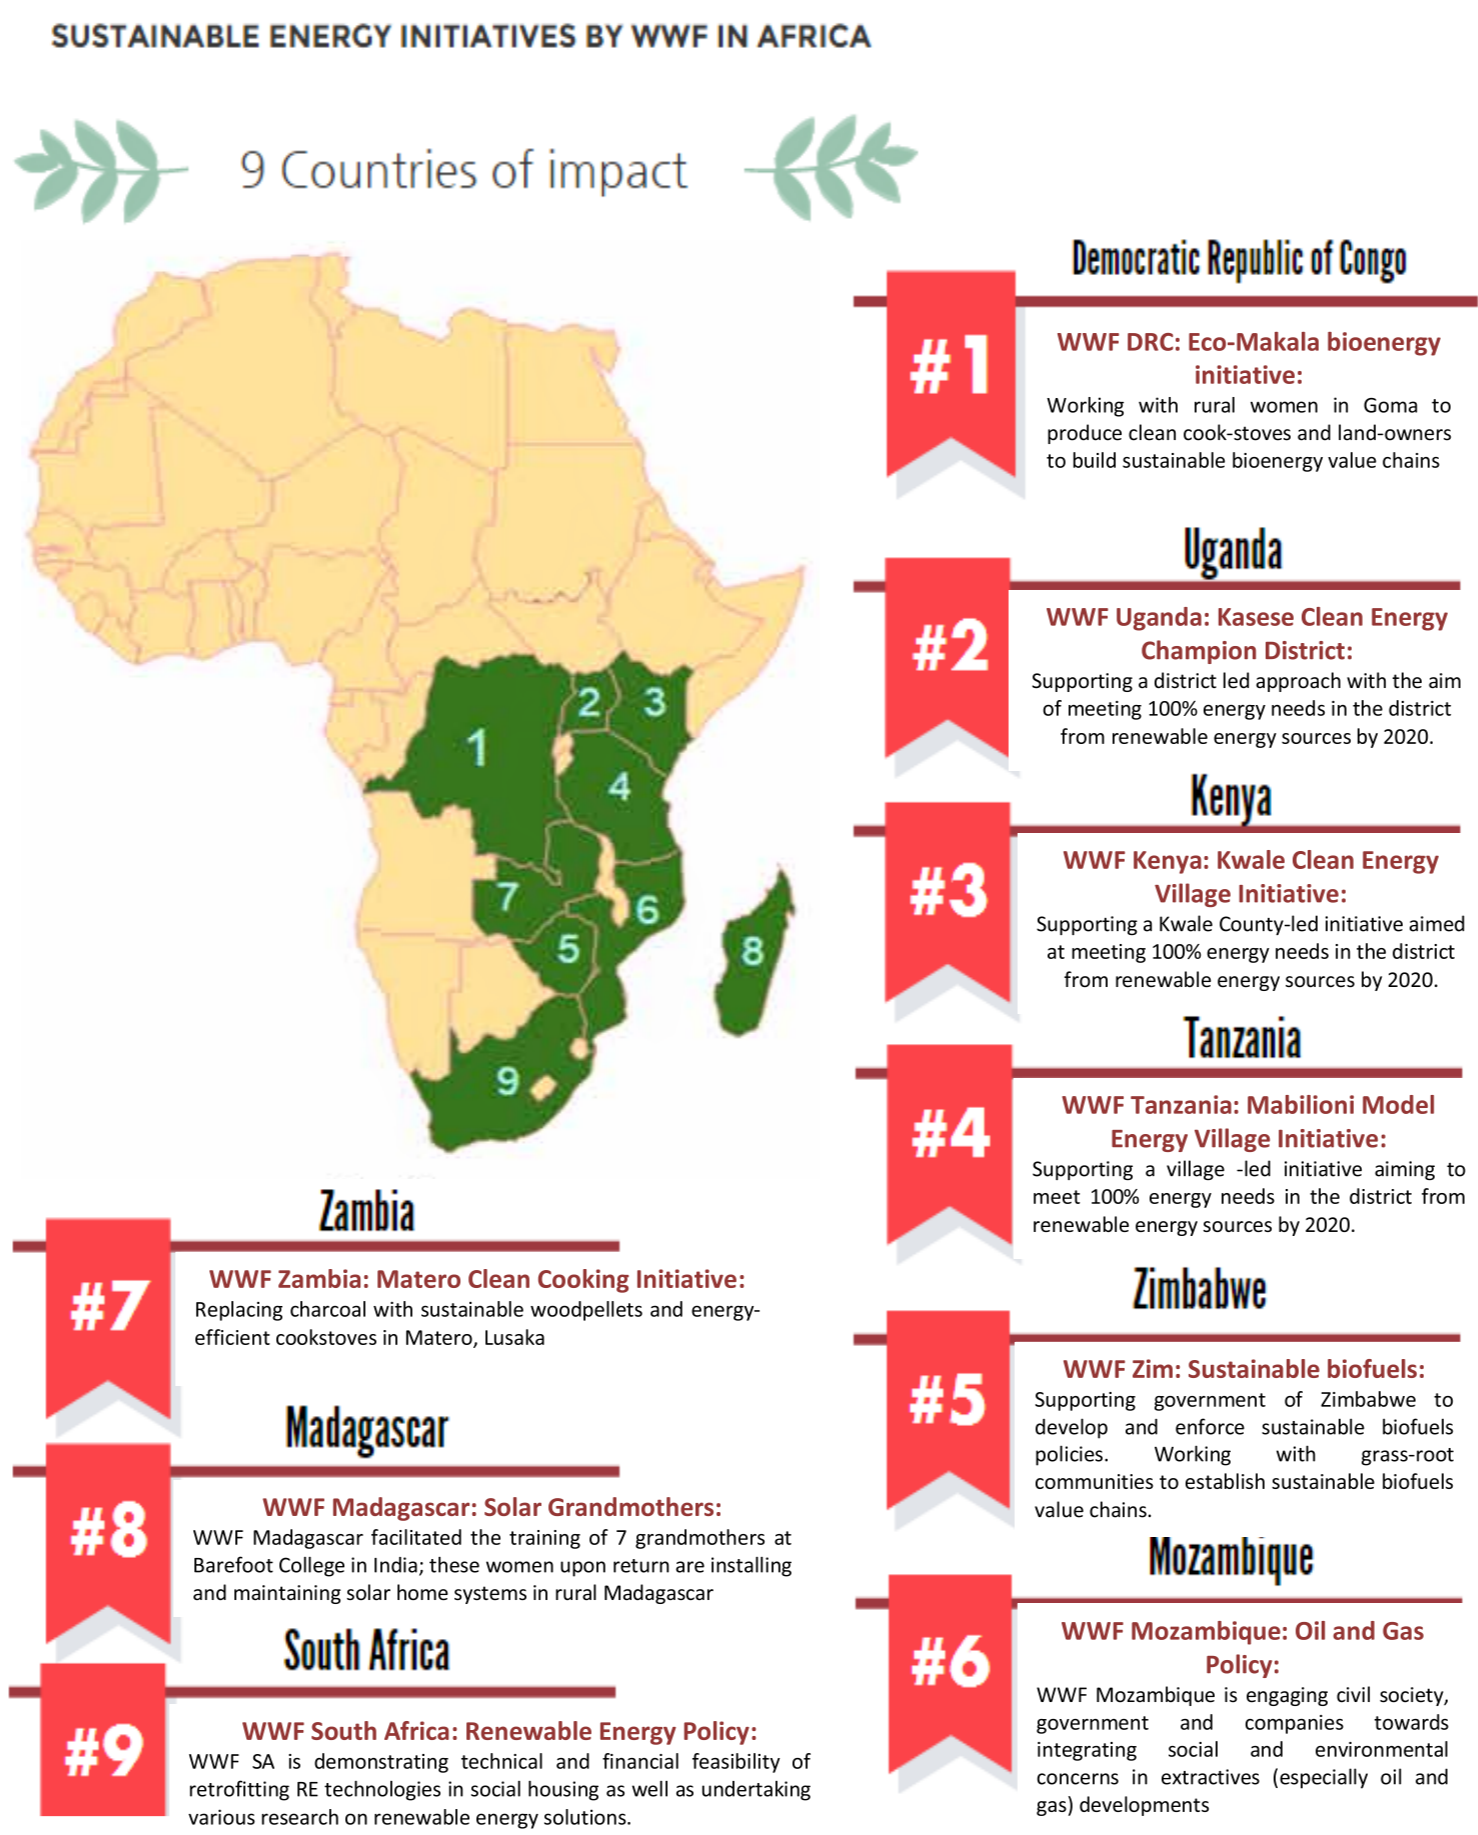 SUSTAINABLE ENERGY INITIATIVES BY WWF IN AFRICA
9 Countries of impact
1
2
3
4
5
6
7
8
9
Democratic Republic of Congo
#1
WWF DRC: Eco-Makala bioenergy
initiative:
Working with rural women in Goma to
produce clean cook-stoves and land-owners
to build sustainable bioenergy value chains
Uganda
#2
WWF Uganda: Kasese Clean Energy
Champion District:
Supporting a district led approach with the aim
of meeting 100% energy needs in the district
from renewable energy sources by 2020.
Kenya
#3
WWF Kenya: Kwale Clean Energy
Village Initiative:
Supporting a Kwale County-led initiative aimed
at meeting 100% energy needs in the district
from renewable energy sources by 2020.
Tanzania
#4
WWF Tanzania: Mabilioni Model
Energy Village Initiative:
Supporting a village -led initiative aiming to
meet 100% energy needs in the district from
renewable energy sources by 2020.
Zimbabwe
#5
WWF Zim: Sustainable biofuels:
Supporting government of Zimbabwe to
develop and enforce sustainable biofuels
policies. Working with grass-root
communities to establish sustainable biofuels
value chains.
Mozambique
#6
WWF Mozambique: Oil and Gas
Policy:
WWF Mozambique is engaging civil society,
government and companies towards
integrating social and environmental
concerns in extractives (especially oil and
gas) developments
Zambia
#7
WWF Zambia: Matero Clean Cooking Initiative:
Replacing charcoal with sustainable woodpellets and energy-
efficient cookstoves in Matero, Lusaka
Madagascar
#8
WWF Madagascar: Solar Grandmothers:
WWF Madagascar facilitated the training of 7 grandmothers at
Barefoot College in India; these women upon return are installing
and maintaining solar home systems in rural Madagascar
South Africa
#9
WWF South Africa: Renewable Energy Policy:
WWF SA is demonstrating technical and financial feasibility of
retrofitting RE technologies in social housing as well as undertaking
various research on renewable energy solutions.